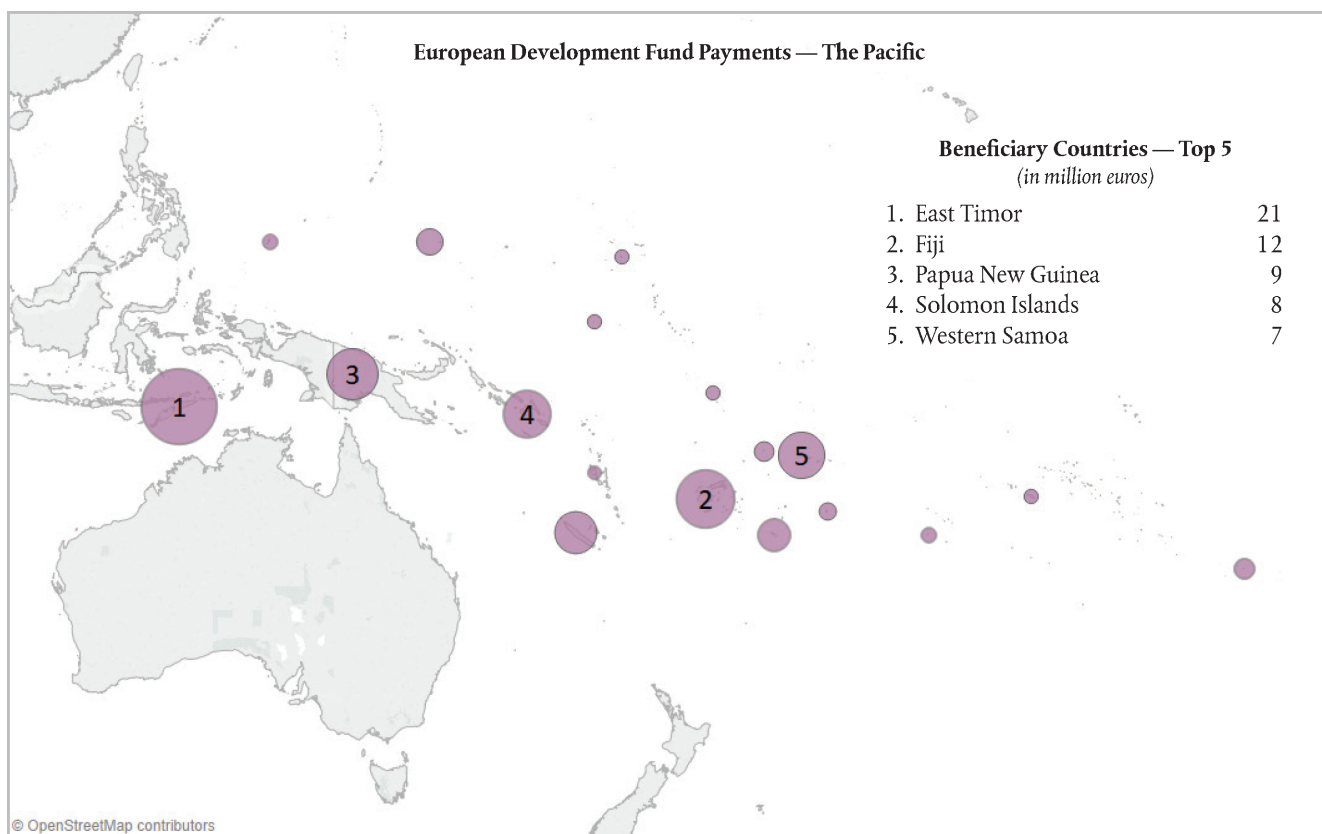 European Development Fund Payments — The Pacific
Beneficiary Countries — Top 5
(in million euros)
1. East Timor 21
2. Fiji 12
3. Papua New Guinea 9
4. Solomon Islands 8
5. Western Samoa 7
3
1
4
5
2
© OpenStreetMap contributors